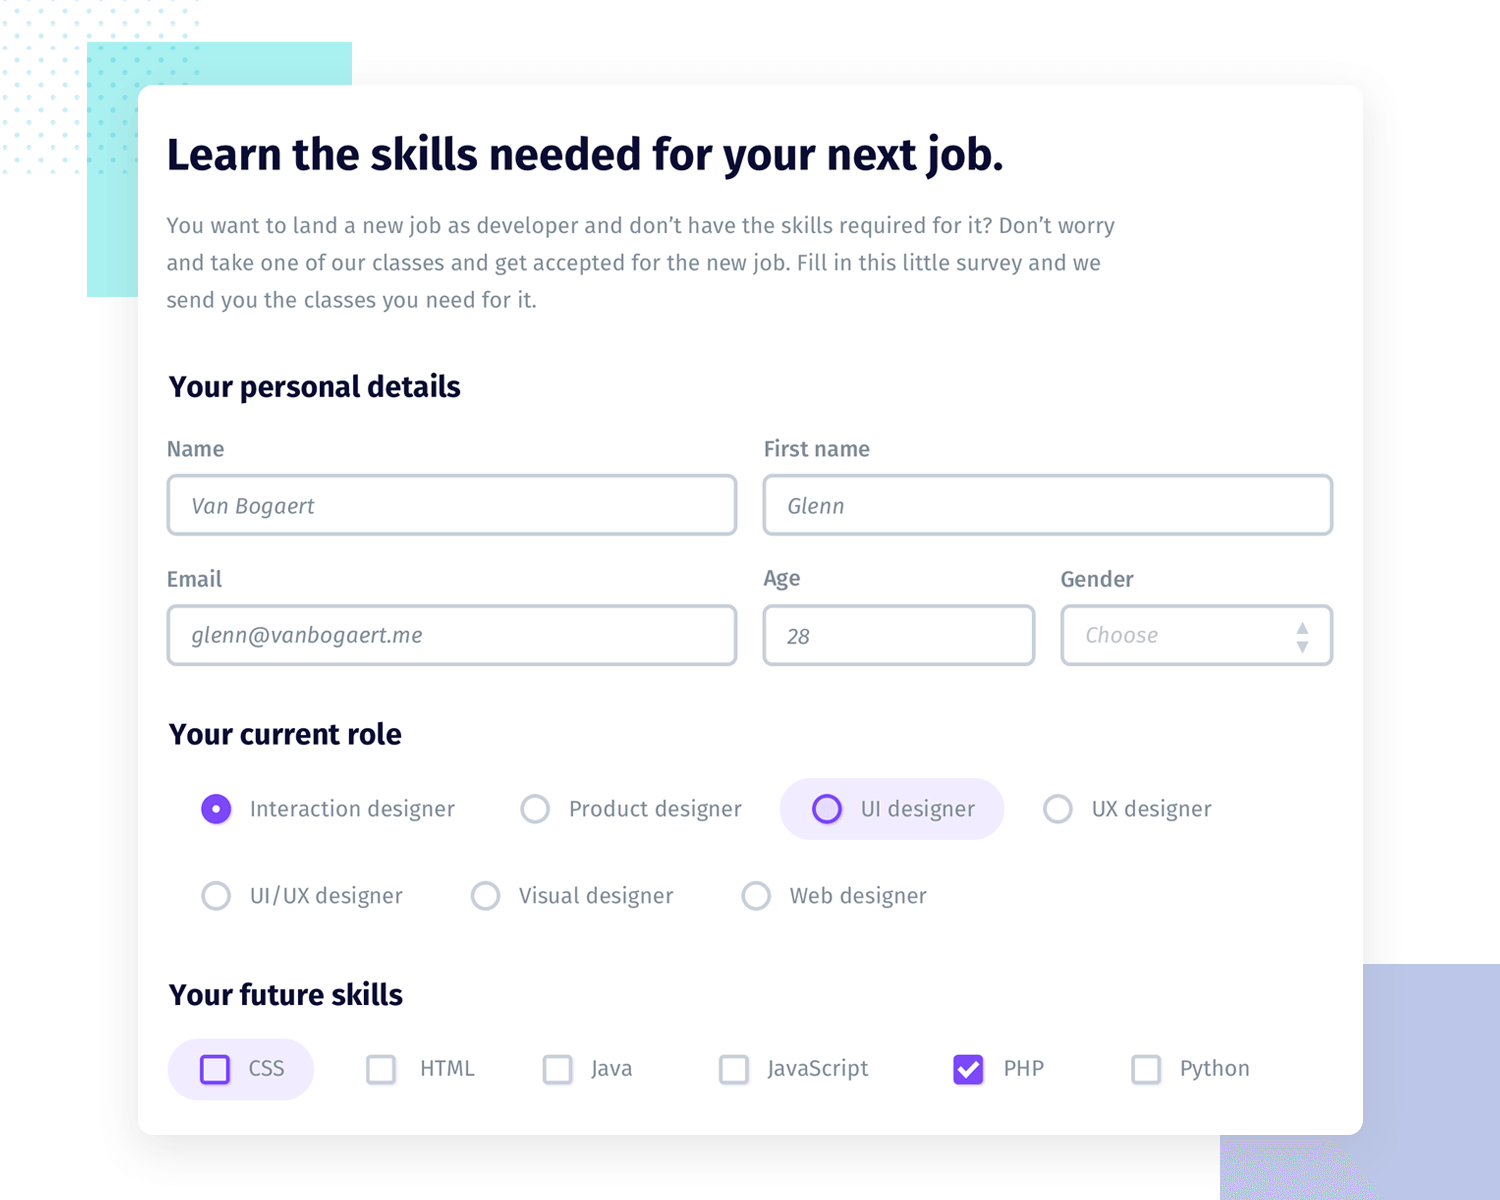 Learn the skills needed for your next job.
You want to land a new job as developer and don’t have the skills required for it? Don’t worry
and take one of our classes and get accepted for the new job. Fill in this little survey and we
send you the classes you need for it.
Your personal details
Name First name
Van Bogaert Glenn
Email Age Gender
glenn@vanbogaert.me 28 Choose
Your current role
Interaction designer Product designer UI designer UX designer
UI/UX designer Visual designer Web designer
Your future skills
CSS HTML Java JavaScript PHP Python